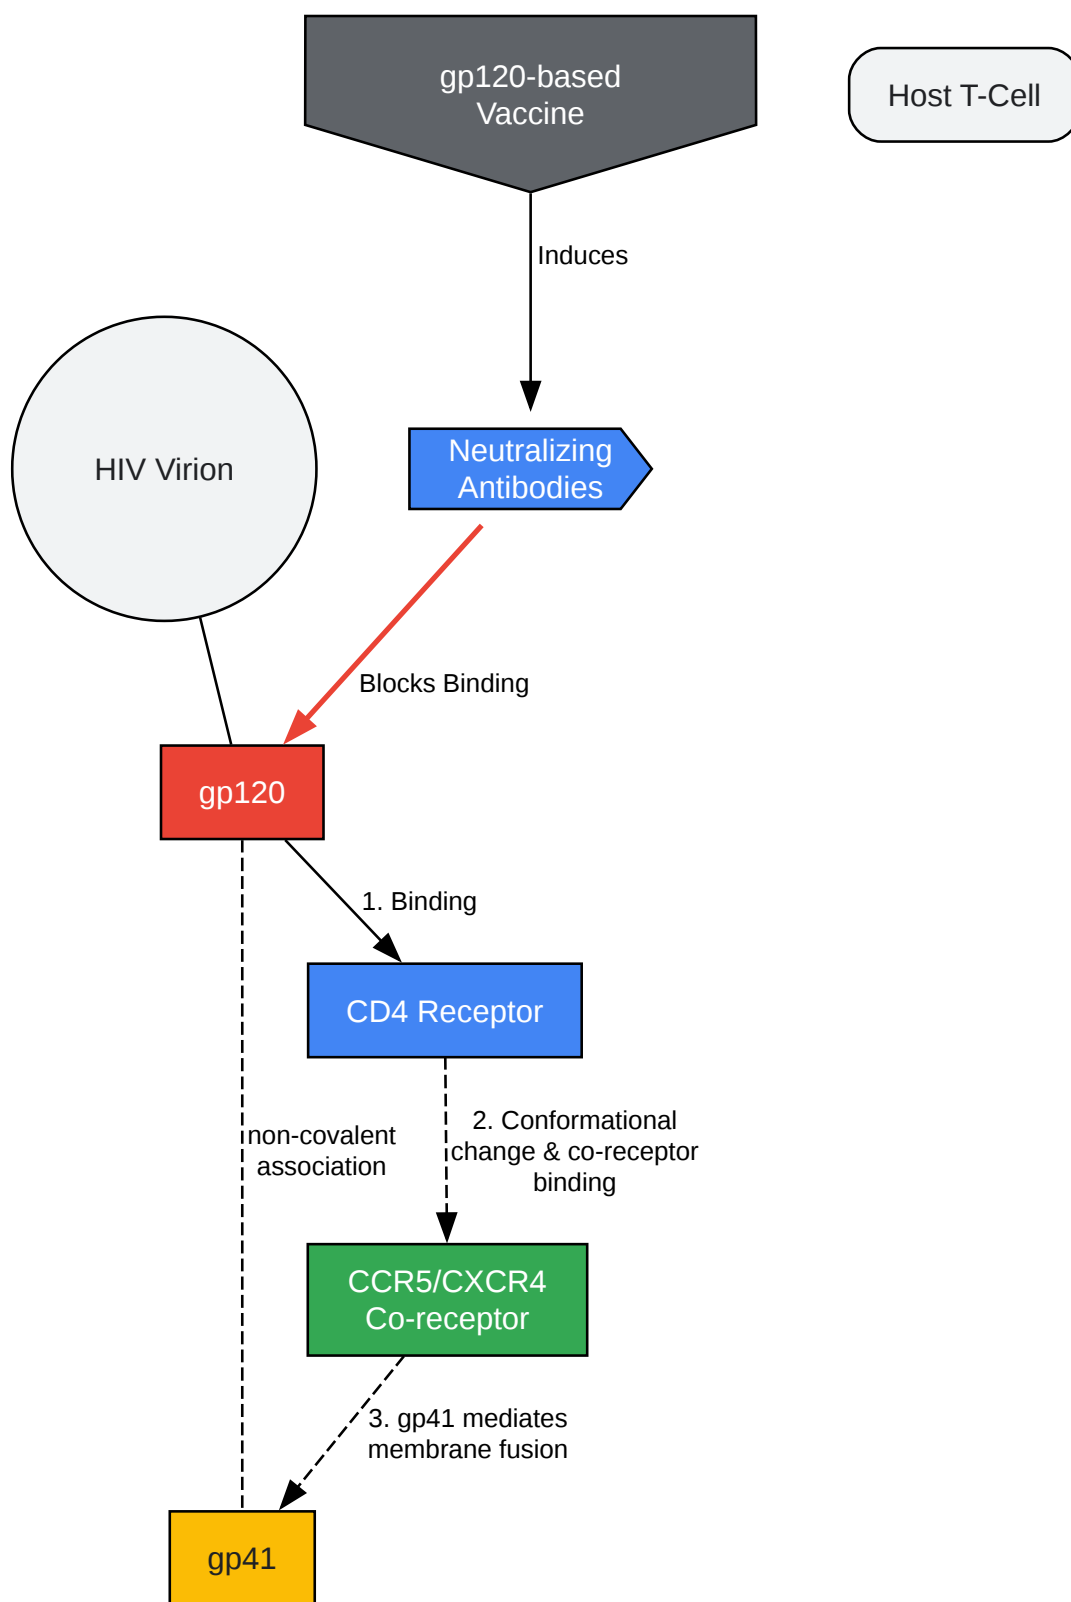 gp120-based
Vaccine
Host T-Cell
Induces
HIV Virion
Neutralizing
Antibodies
Blocks Binding
gp120
1. Binding
CD4 Receptor
non-covalent
association
2. Conformational
change & co-receptor
binding
CCR5/CXCR4
Co-receptor
3. gp41 mediates
membrane fusion
gp41